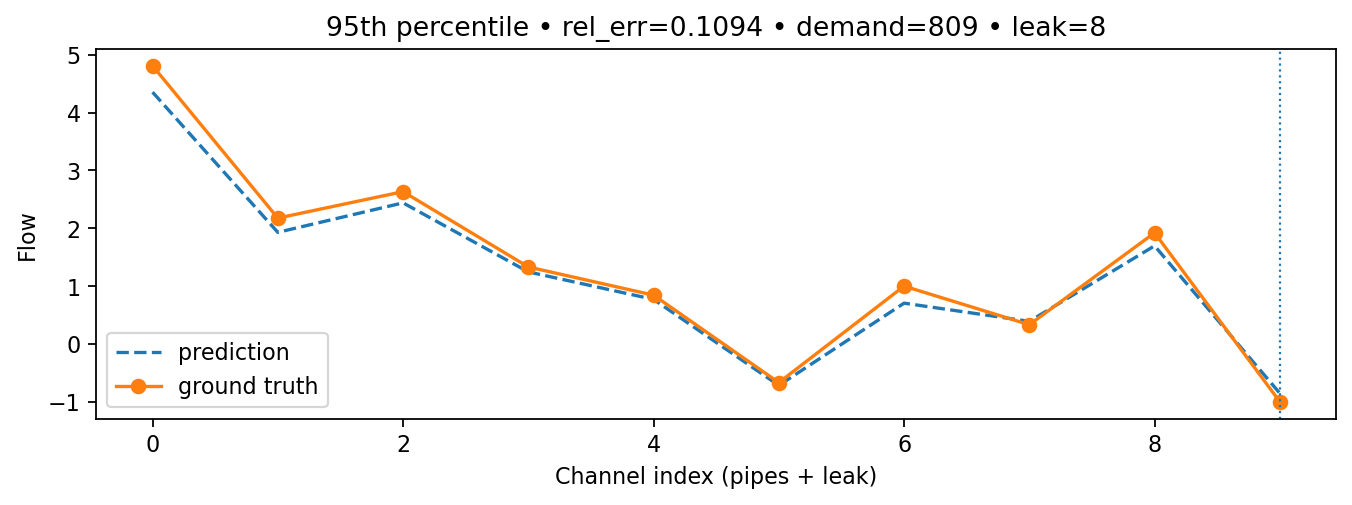 95th percentile • rel_err=0.1094 • demand=809 • leak=8
5
4
3
2
1
0
−1
Flow
prediction
ground truth
0 2 4 6 8
Channel index (pipes + leak)